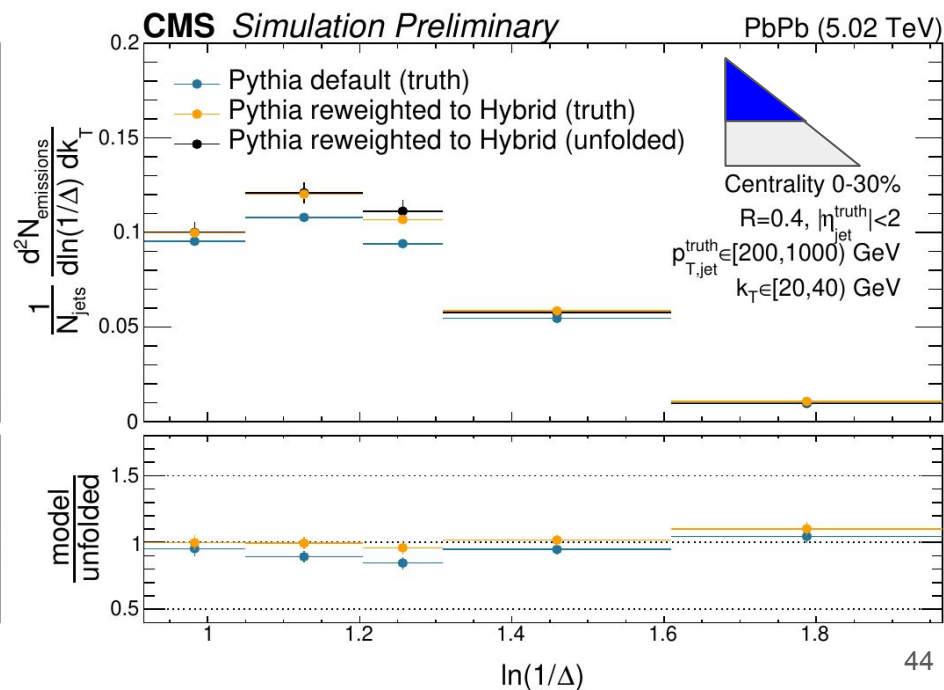 CMS Simulation Preliminary
PbPb (5.02 TeV)
Pythia default (truth)
Pythia reweighted to Hybrid (truth)
Pythia reweighted to Hybrid (unfolded)
Centrality 0-30%
R=0.4, |η_jet^truth|<2
p_T,jet^truth∈[200,1000) GeV
k_T∈[20,40) GeV
1/N_jets d²N_emissions/dln(1/Δ) dk_T
0.2
0.15
0.1
0.05
0
model
unfolded
1.5
1
0.5
1 1.2 1.4 1.6 1.8
ln(1/Δ)
44